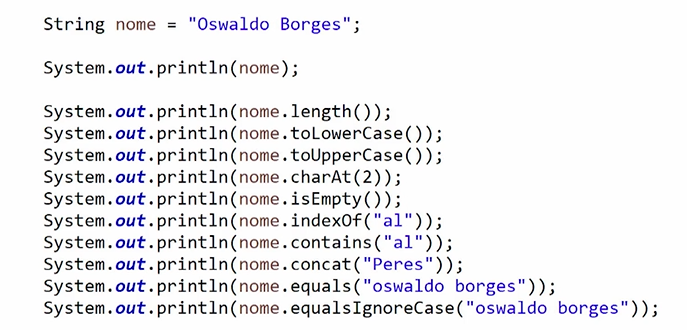 String nome = "Oswaldo Borges";
System.out.println(nome);
System.out.println(nome.length());
System.out.println(nome.toLowerCase());
System.out.println(nome.toUpperCase());
System.out.println(nome.charAt(2));
System.out.println(nome.isEmpty());
System.out.println(nome.indexOf("al"));
System.out.println(nome.contains("al"));
System.out.println(nome.concat("Peres"));
System.out.println(nome.equals("oswaldo borges"));
System.out.println(nome.equalsIgnoreCase("oswaldo borges"));